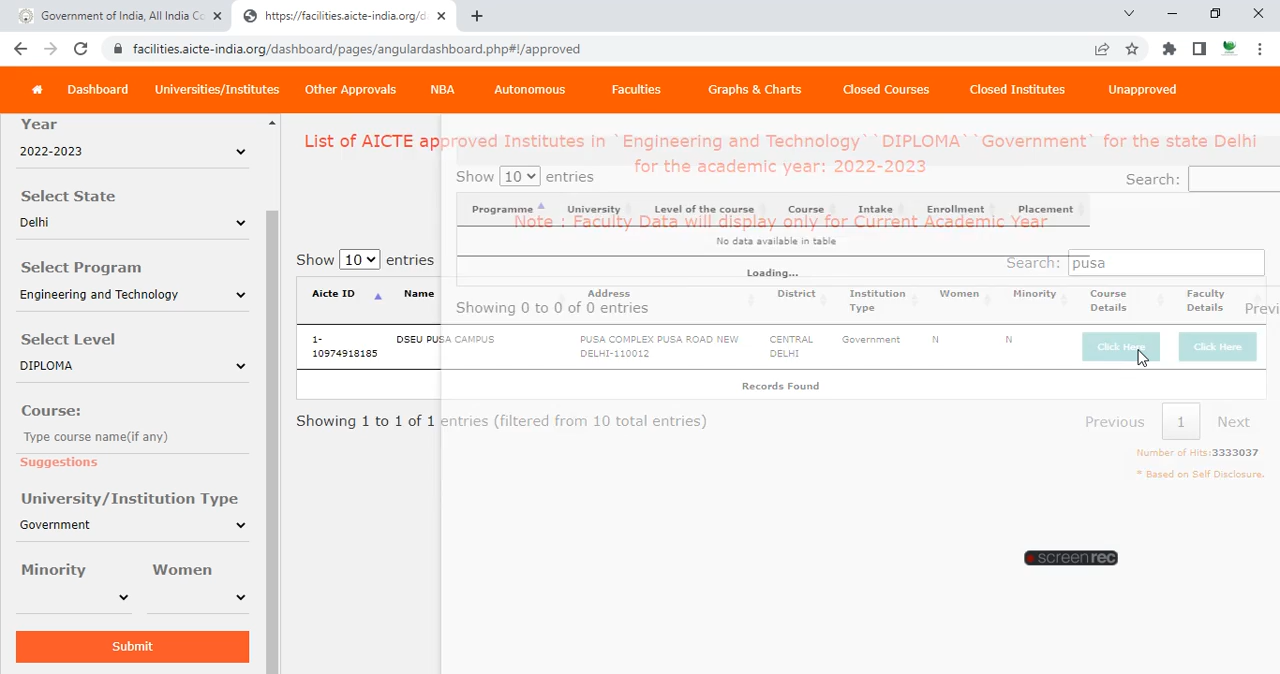 Government of India, All India Co
https://facilities.aicte-india.org/da
facilities.aicte-india.org/dashboard/pages/angulardashboard.php#!/approved
Dashboard Universities/Institutes Other Approvals NBA Autonomous Faculties Graphs & Charts Closed Courses Closed Institutes Unapproved
Year
2022-2023
Select State
Delhi
Select Program
Engineering and Technology
Select Level
DIPLOMA
Course:
Type course name(if any)
Suggestions
University/Institution Type
Government
Minority Women
Submit
List of AICTE approved Institutes in `Engineering and Technology``DIPLOMA``Government` for the state Delhi
for the academic year: 2022-2023
Show 10 entries Search:
Programme University Level of the course Course Intake Enrollment Placement
Note : Faculty Data will display only for Current Academic Year
No data available in table
Loading...
Showing 0 to 0 of 0 entries Previ
Show 10 entries Search: pusa
Aicte ID Name Address District Institution Type Women Minority Course Details Faculty Details
1-10974918185 DSEU PUSA CAMPUS PUSA COMPLEX PUSA ROAD NEW DELHI-110012 CENTRAL DELHI Government N N Click Here Click Here
Records Found
Showing 1 to 1 of 1 entries (filtered from 10 total entries) Previous 1 Next
Number of Hits:3333037
* Based on Self Disclosure.
screenrec